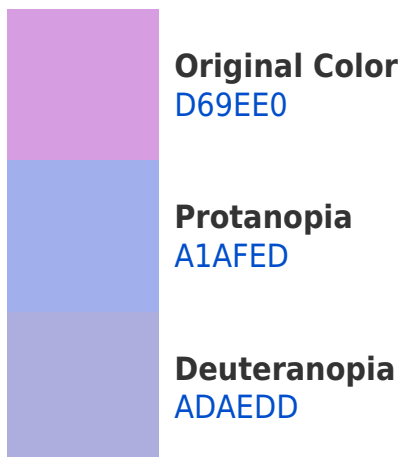 Original Color
D69EE0
Protanopia
A1AFED
Deuteranopia
ADAEDD